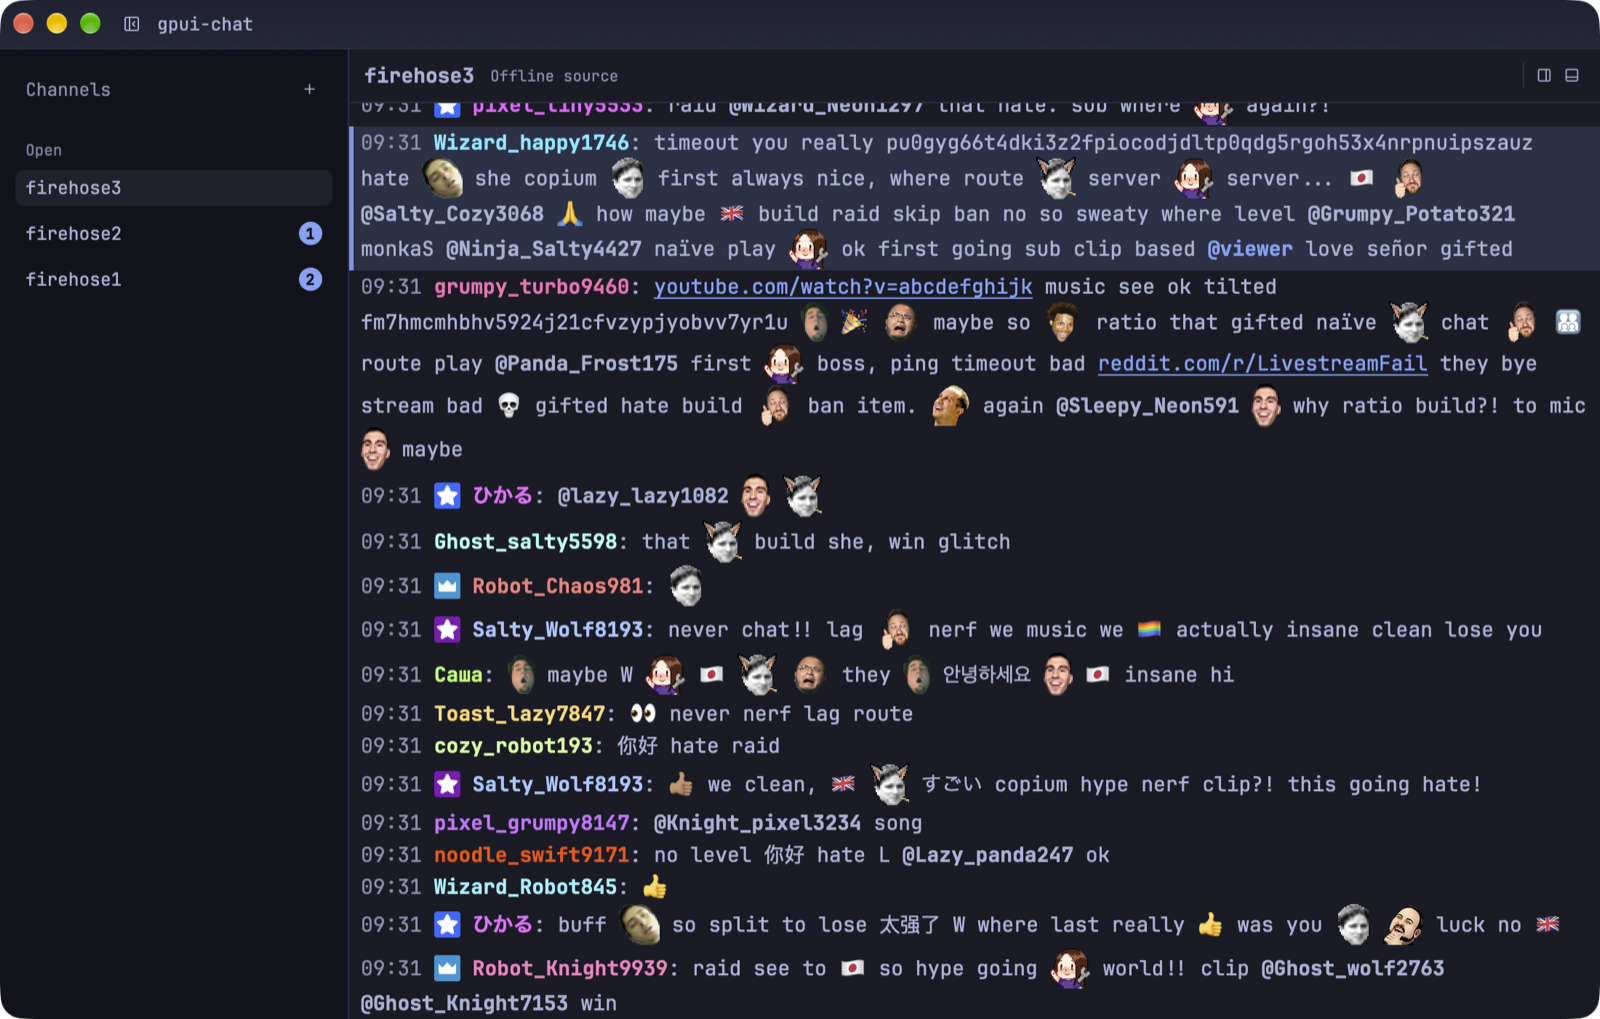 gpui-chat
Channels +
Open
firehose3
firehose2 1
firehose1 2
firehose3 Offline source
09:31 pixel_tiny5533: raid @Wizard_Neon1297 that hate. sub where again?!
09:31 Wizard_happy1746: timeout you really pu0gyg66t4dki3z2fpiocodjdltp0qdg5rgoh53x4nrpnuipszauz
hate she copium first always nice, where route server server... 🇯🇵
@Salty_Cozy3068 🙏 how maybe 🇬🇧 build raid skip ban no so sweaty where level @Grumpy_Potato321
monkaS @Ninja_Salty4427 naïve play ok first going sub clip based @viewer love señor gifted
09:31 grumpy_turbo9460: youtube.com/watch?v=abcdefghijk music see ok tilted
fm7hmcmhbhv5924j21cfvzypjyobvv7yr1u 🎉 maybe so ratio that gifted naïve chat
route play @Panda_Frost175 first boss, ping timeout bad reddit.com/r/LivestreamFail they bye
stream bad 💀 gifted hate build ban item. again @Sleepy_Neon591 why ratio build?! to mic
maybe
09:31 ひかる: @lazy_lazy1082
09:31 Ghost_salty5598: that build she, win glitch
09:31 Robot_Chaos981:
09:31 Salty_Wolf8193: never chat!! lag nerf we music we 🏳️‍🌈 actually insane clean lose you
09:31 Саша: maybe W 🇯🇵 they 안녕하세요 🇯🇵 insane hi
09:31 Toast_lazy7847: 👀 never nerf lag route
09:31 cozy_robot193: 你好 hate raid
09:31 Salty_Wolf8193: 👍🏽 we clean, 🇬🇧 すごい copium hype nerf clip?! this going hate!
09:31 pixel_grumpy8147: @Knight_pixel3234 song
09:31 noodle_swift9171: no level 你好 hate L @Lazy_panda247 ok
09:31 Wizard_Robot845: 👍
09:31 ひかる: buff so split to lose 太强了 W where last really 👍 was you luck no 🇬🇧
09:31 Robot_Knight9939: raid see to 🇯🇵 so hype going world!! clip @Ghost_wolf2763
@Ghost_Knight7153 win